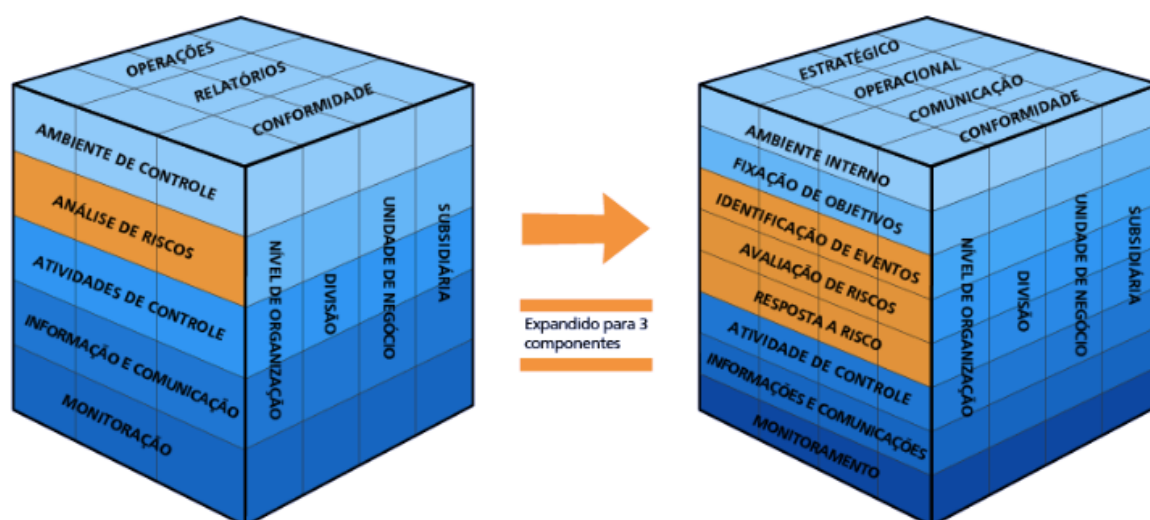 OPERAÇÕES
RELATÓRIOS
CONFORMIDADE
AMBIENTE DE CONTROLE
ANÁLISE DE RISCOS
ATIVIDADES DE CONTROLE
INFORMAÇÃO E COMUNICAÇÃO
MONITORAÇÃO
NÍVEL DE ORGANIZAÇÃO
DIVISÃO
UNIDADE DE NEGÓCIO
SUBSIDIÁRIA
Expandido para 3
componentes
ESTRATÉGICO
OPERACIONAL
COMUNICAÇÃO
CONFORMIDADE
AMBIENTE INTERNO
FIXAÇÃO DE OBJETIVOS
IDENTIFICAÇÃO DE EVENTOS
AVALIAÇÃO DE RISCOS
RESPOSTA A RISCO
ATIVIDADE DE CONTROLE
INFORMAÇÕES E COMUNICAÇÕES
MONITORAMENTO
NÍVEL DE ORGANIZAÇÃO
DIVISÃO
UNIDADE DE NEGÓCIO
SUBSIDIÁRIA